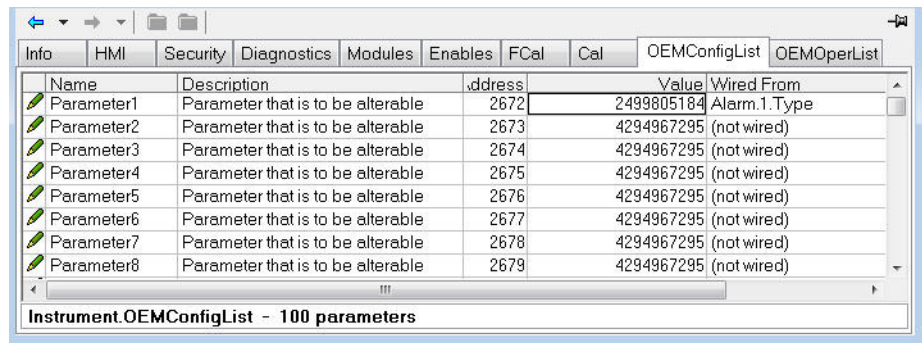 Info HMI Security Diagnostics Modules Enables FCal Cal OEMConfigList OEMOperList
Name Description ddress Value Wired From
Parameter1 Parameter that is to be alterable 2672 2499805184 Alarm.1.Type
Parameter2 Parameter that is to be alterable 2673 4294967295 (not wired)
Parameter3 Parameter that is to be alterable 2674 4294967295 (not wired)
Parameter4 Parameter that is to be alterable 2675 4294967295 (not wired)
Parameter5 Parameter that is to be alterable 2676 4294967295 (not wired)
Parameter6 Parameter that is to be alterable 2677 4294967295 (not wired)
Parameter7 Parameter that is to be alterable 2678 4294967295 (not wired)
Parameter8 Parameter that is to be alterable 2679 4294967295 (not wired)
Instrument.OEMConfigList - 100 parameters